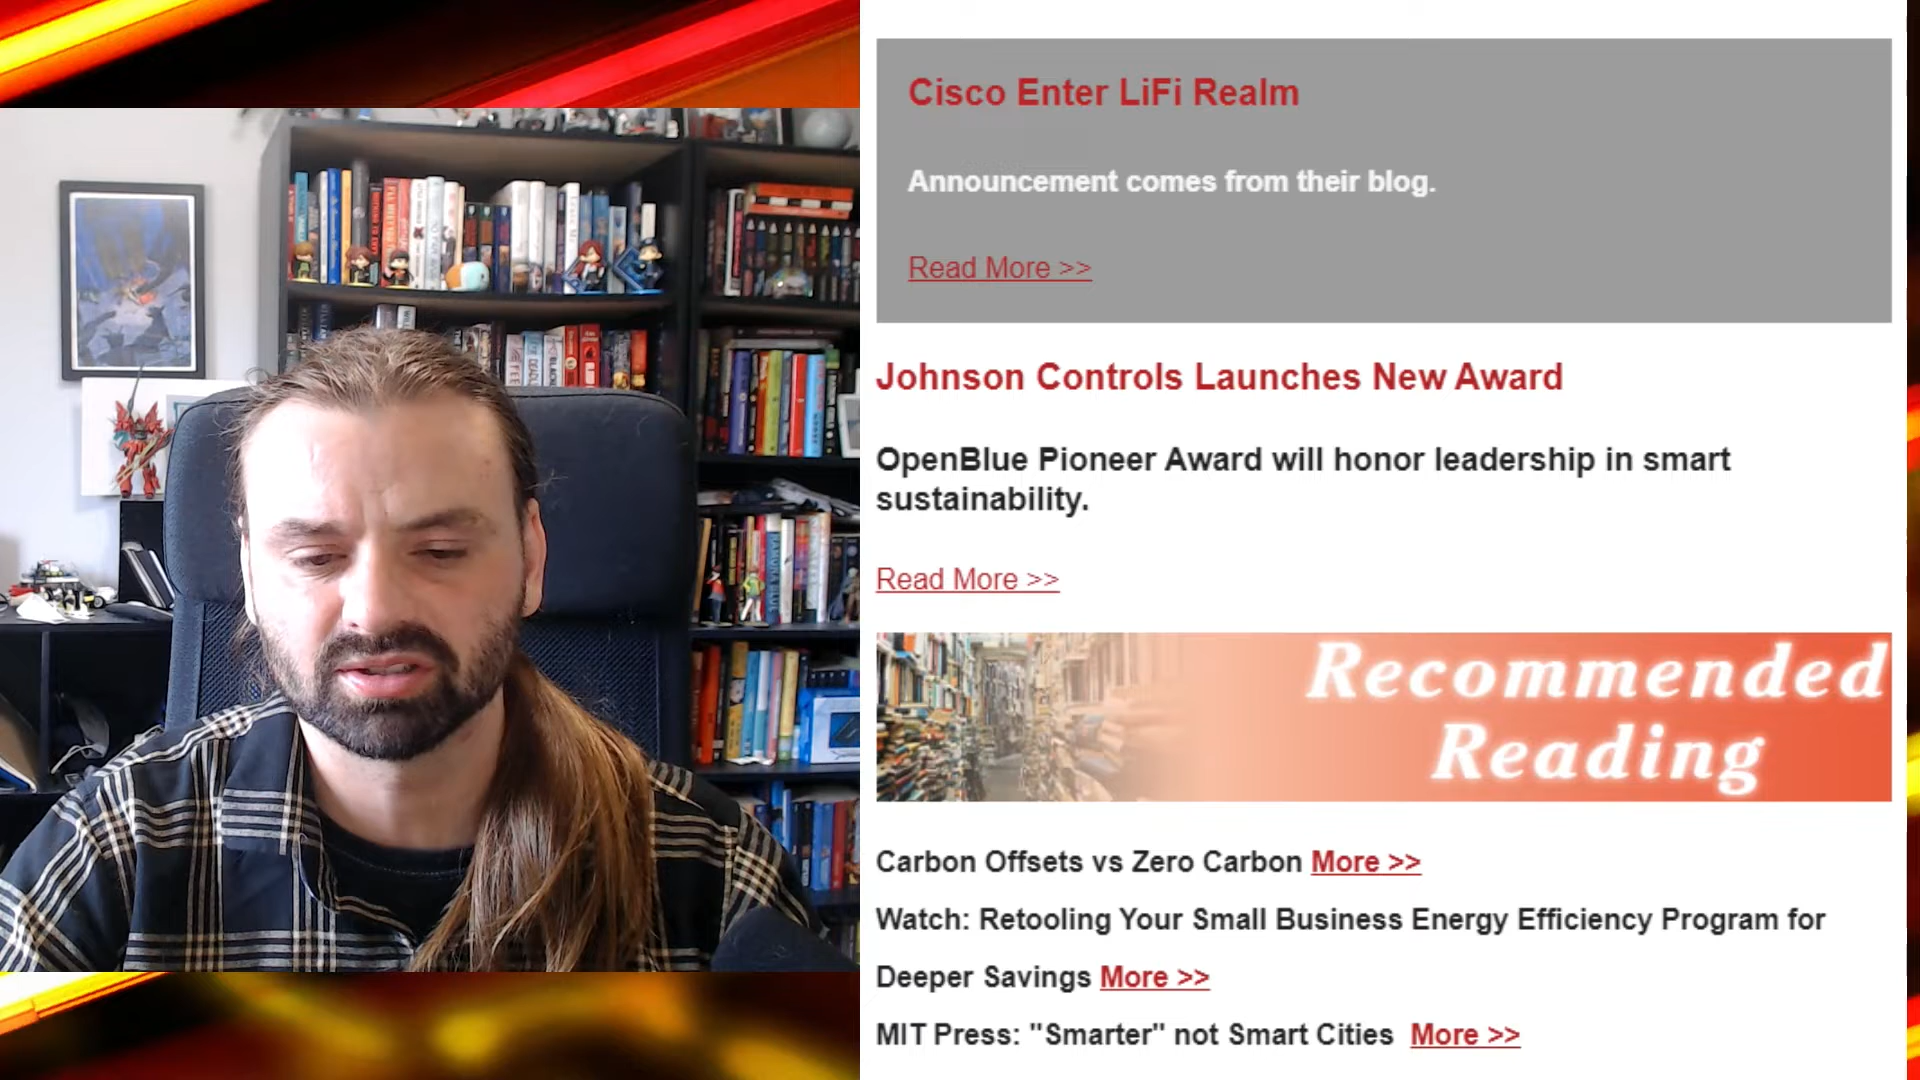 Cisco Enter LiFi Realm
Announcement comes from their blog.
Read More >>
Johnson Controls Launches New Award
OpenBlue Pioneer Award will honor leadership in smart
sustainability.
Read More >>
Recommended
Reading
Carbon Offsets vs Zero Carbon More >>
Watch: Retooling Your Small Business Energy Efficiency Program for
Deeper Savings More >>
MIT Press: "Smarter" not Smart Cities More >>
RAMONA BLUE